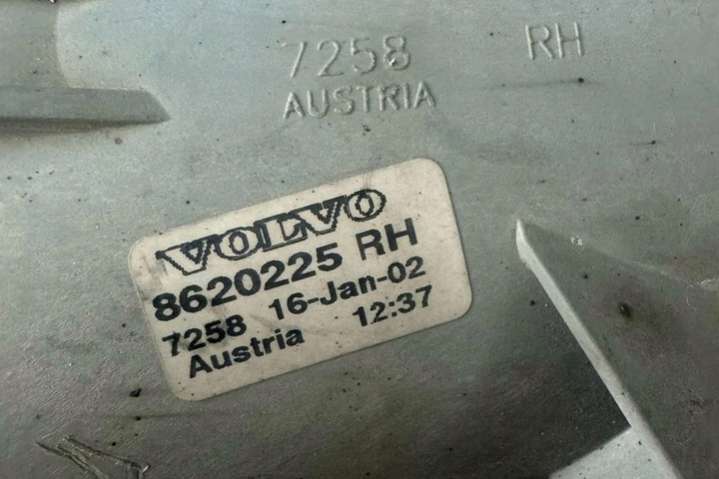 7258 RH
AUSTRIA
VOLVO
8620225 RH
7258 16-Jan-02
Austria 12:37